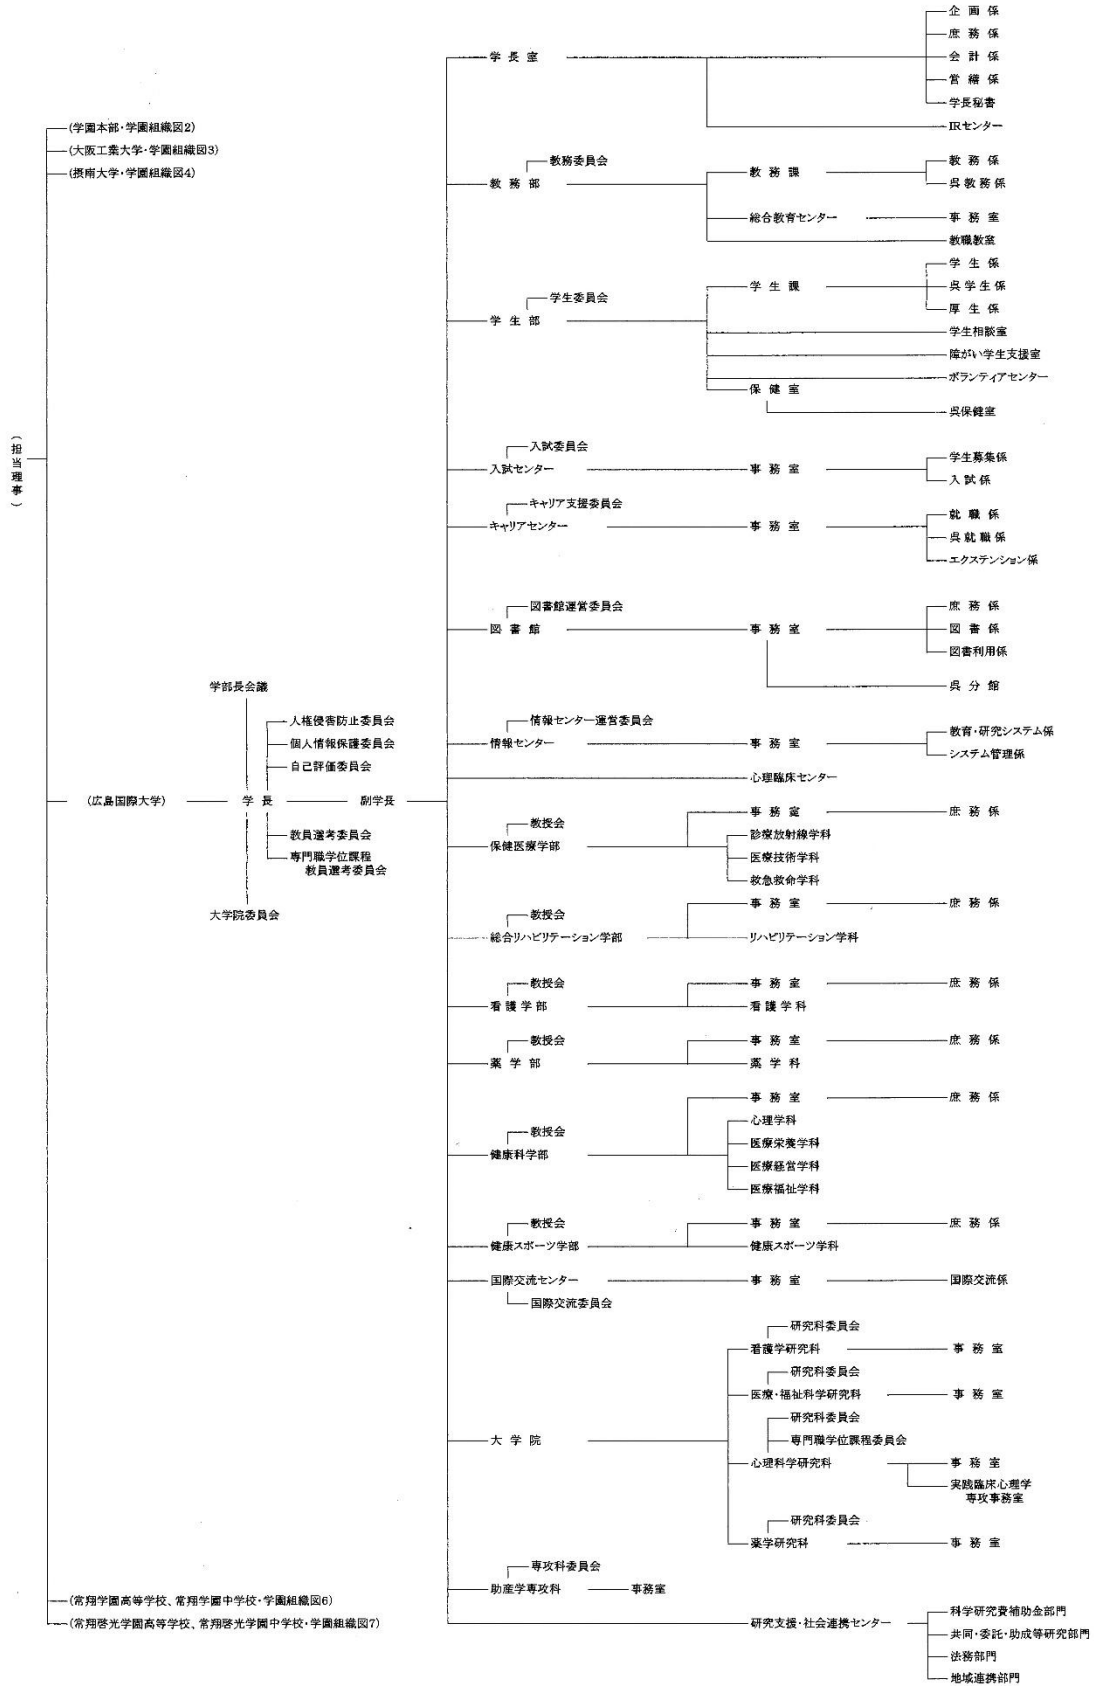 企画係
庶務係
学長室
会計係
営繕係
学長秘書
IRセンター
(学園本部・学園組織図2)
(大阪工業大学・学園組織図3)
(摂南大学・学園組織図4)
教務委員会
教務部
教務課
教務係
呉教務係
総合教育センター
事務室
教職教室
学生委員会
学生部
学生課
学生係
呉学生係
厚生係
学生相談室
障がい学生支援室
ボランティアセンター
保健室
呉保健室
(担当理事)
入試委員会
入試センター
事務室
学生募集係
入試係
キャリア支援委員会
キャリアセンター
事務室
就職係
呉就職係
エクステンション係
図書館運営委員会
図書館
事務室
庶務係
図書係
図書利用係
呉分館
学部長会議
人権侵害防止委員会
個人情報保護委員会
自己評価委員会
(広島国際大学)
学長
副学長
教員選考委員会
専門職学位課程
教員選考委員会
大学院委員会
情報センター運営委員会
情報センター
事務室
教育・研究システム係
システム管理係
心理臨床センター
教授会
保健医療学部
事務室
庶務係
診療放射線学科
医療技術学科
救急救命学科
教授会
総合リハビリテーション学部
事務室
庶務係
リハビリテーション学科
教授会
看護学部
事務室
庶務係
看護学科
教授会
薬学部
事務室
庶務係
薬学科
教授会
健康科学部
事務室
庶務係
心理学科
医療栄養学科
医療経営学科
医療福祉学科
教授会
健康スポーツ学部
事務室
庶務係
健康スポーツ学科
国際交流センター
事務室
国際交流係
国際交流委員会
大学院
研究科委員会
看護学研究科
事務室
研究科委員会
医療・福祉科学研究科
事務室
研究科委員会
専門職学位課程委員会
心理科学研究科
事務室
実践臨床心理学
専攻事務室
研究科委員会
薬学研究科
事務室
専攻科委員会
助産学専攻科
事務室
(常翔学園高等学校、常翔学園中学校・学園組織図6)
(常翔啓光学園高等学校、常翔啓光学園中学校・学園組織図7)
研究支援・社会連携センター
科学研究費補助金部門
共同・委託・助成等研究部門
法務部門
地域連携部門